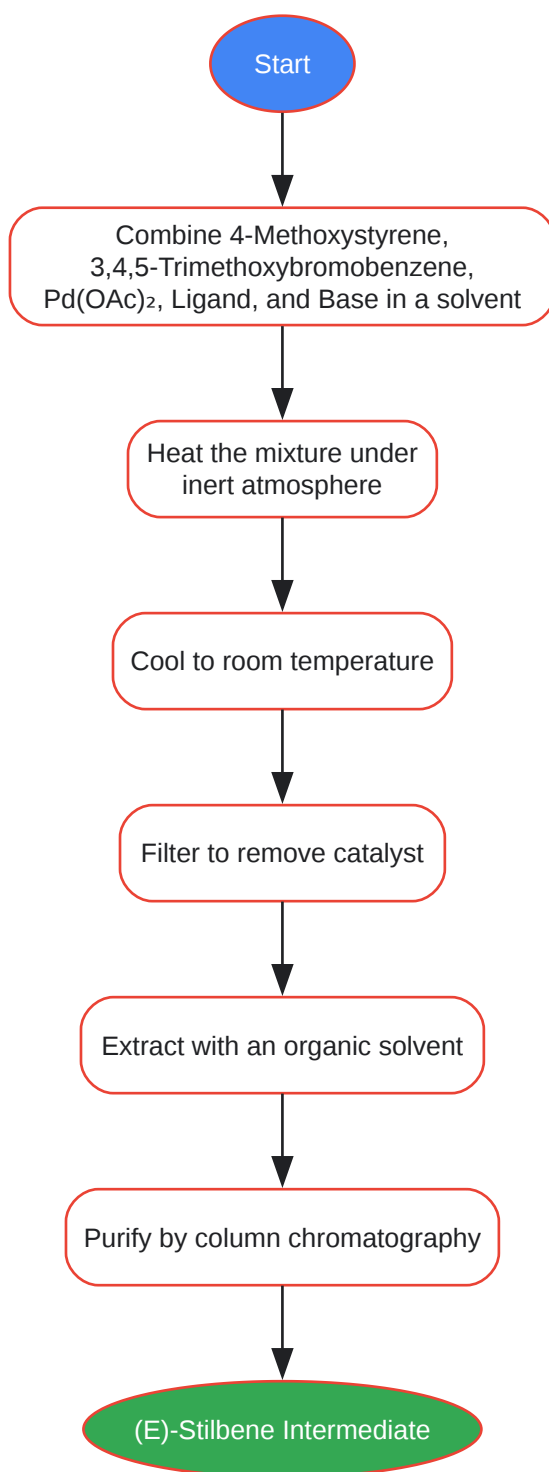 Start
Combine 4-Methoxystyrene,
3,4,5-Trimethoxybromobenzene,
Pd(OAc)₂, Ligand, and Base in a solvent
Heat the mixture under
inert atmosphere
Cool to room temperature
Filter to remove catalyst
Extract with an organic solvent
Purify by column chromatography
(E)-Stilbene Intermediate